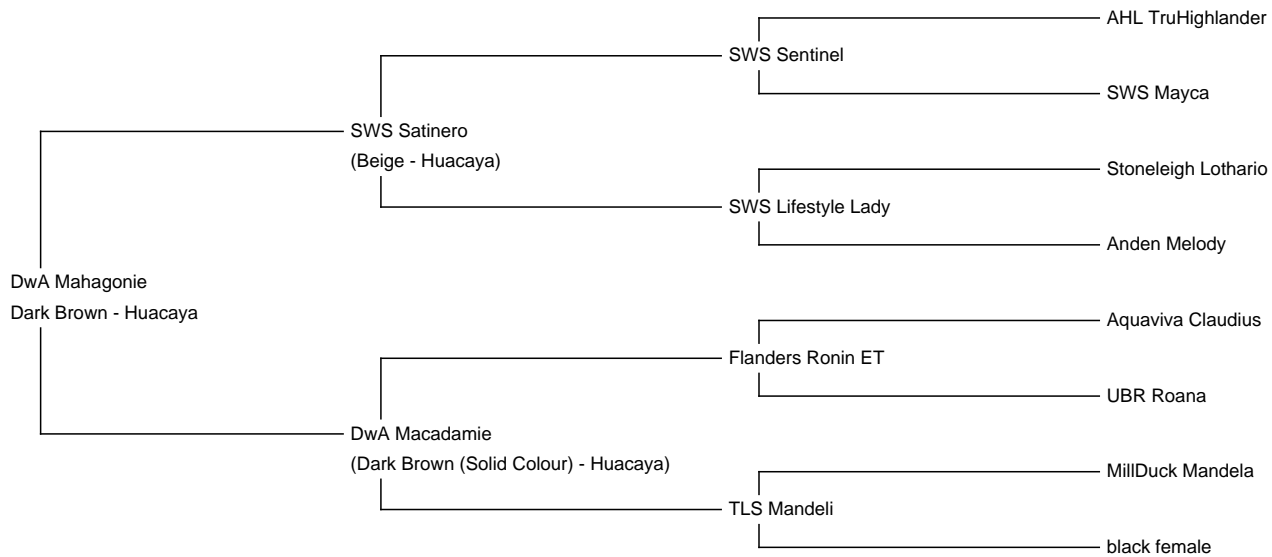 AHL TruHighlander
SWS Sentinel
SWS Mayca
SWS Satinero
(Beige - Huacaya)
Stoneleigh Lothario
SWS Lifestyle Lady
Anden Melody
DwA Mahagonie
Dark Brown - Huacaya
Aquaviva Claudius
Flanders Ronin ET
UBR Roana
DwA Macadamie
(Dark Brown (Solid Colour) - Huacaya)
MillDuck Mandela
TLS Mandeli
black female